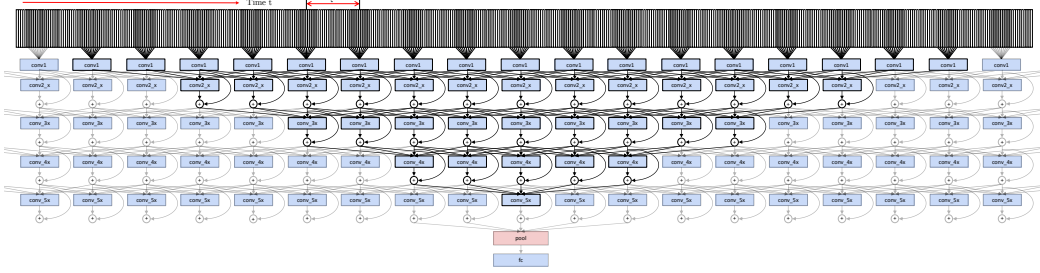 Time t
conv1 conv1 conv1 conv1 conv1 conv1 conv1 conv1 conv1 conv1 conv1 conv1 conv1 conv1 conv1 conv1 conv1 conv1 conv1
conv2_x conv2_x conv2_x conv2_x conv2_x conv2_x conv2_x conv2_x conv2_x conv2_x conv2_x conv2_x conv2_x conv2_x conv2_x conv2_x conv2_x conv2_x conv2_x
conv_3x conv_3x conv_3x conv_3x conv_3x conv_3x conv_3x conv_3x conv_3x conv_3x conv_3x conv_3x conv_3x conv_3x conv_3x conv_3x conv_3x conv_3x conv_3x
conv_4x conv_4x conv_4x conv_4x conv_4x conv_4x conv_4x conv_4x conv_4x conv_4x conv_4x conv_4x conv_4x conv_4x conv_4x conv_4x conv_4x conv_4x conv_4x
conv_5x conv_5x conv_5x conv_5x conv_5x conv_5x conv_5x conv_5x conv_5x conv_5x conv_5x conv_5x conv_5x conv_5x conv_5x conv_5x conv_5x conv_5x conv_5x
pool
fc